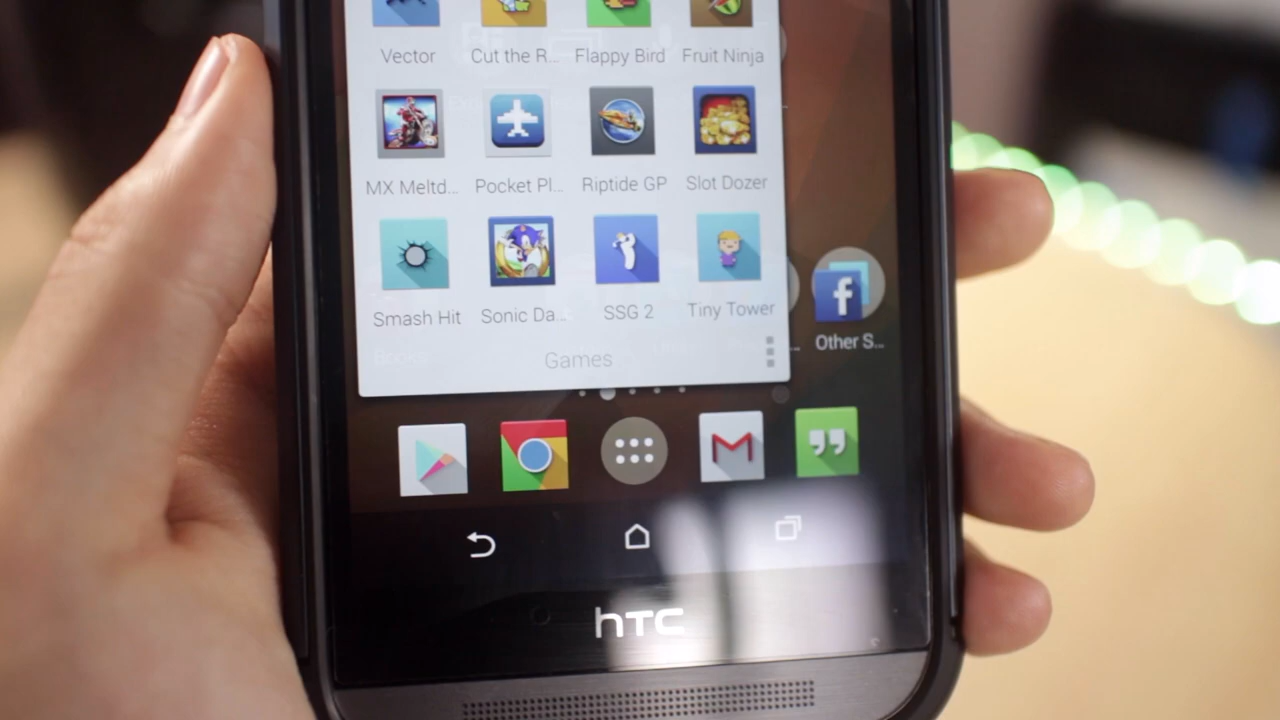 Vector Cut the R... Flappy Bird Fruit Ninja
MX Meltd... Pocket Pl... Riptide GP Slot Dozer
Smash Hit Sonic Da... SSG 2 Tiny Tower
Games
Other S...
hTC